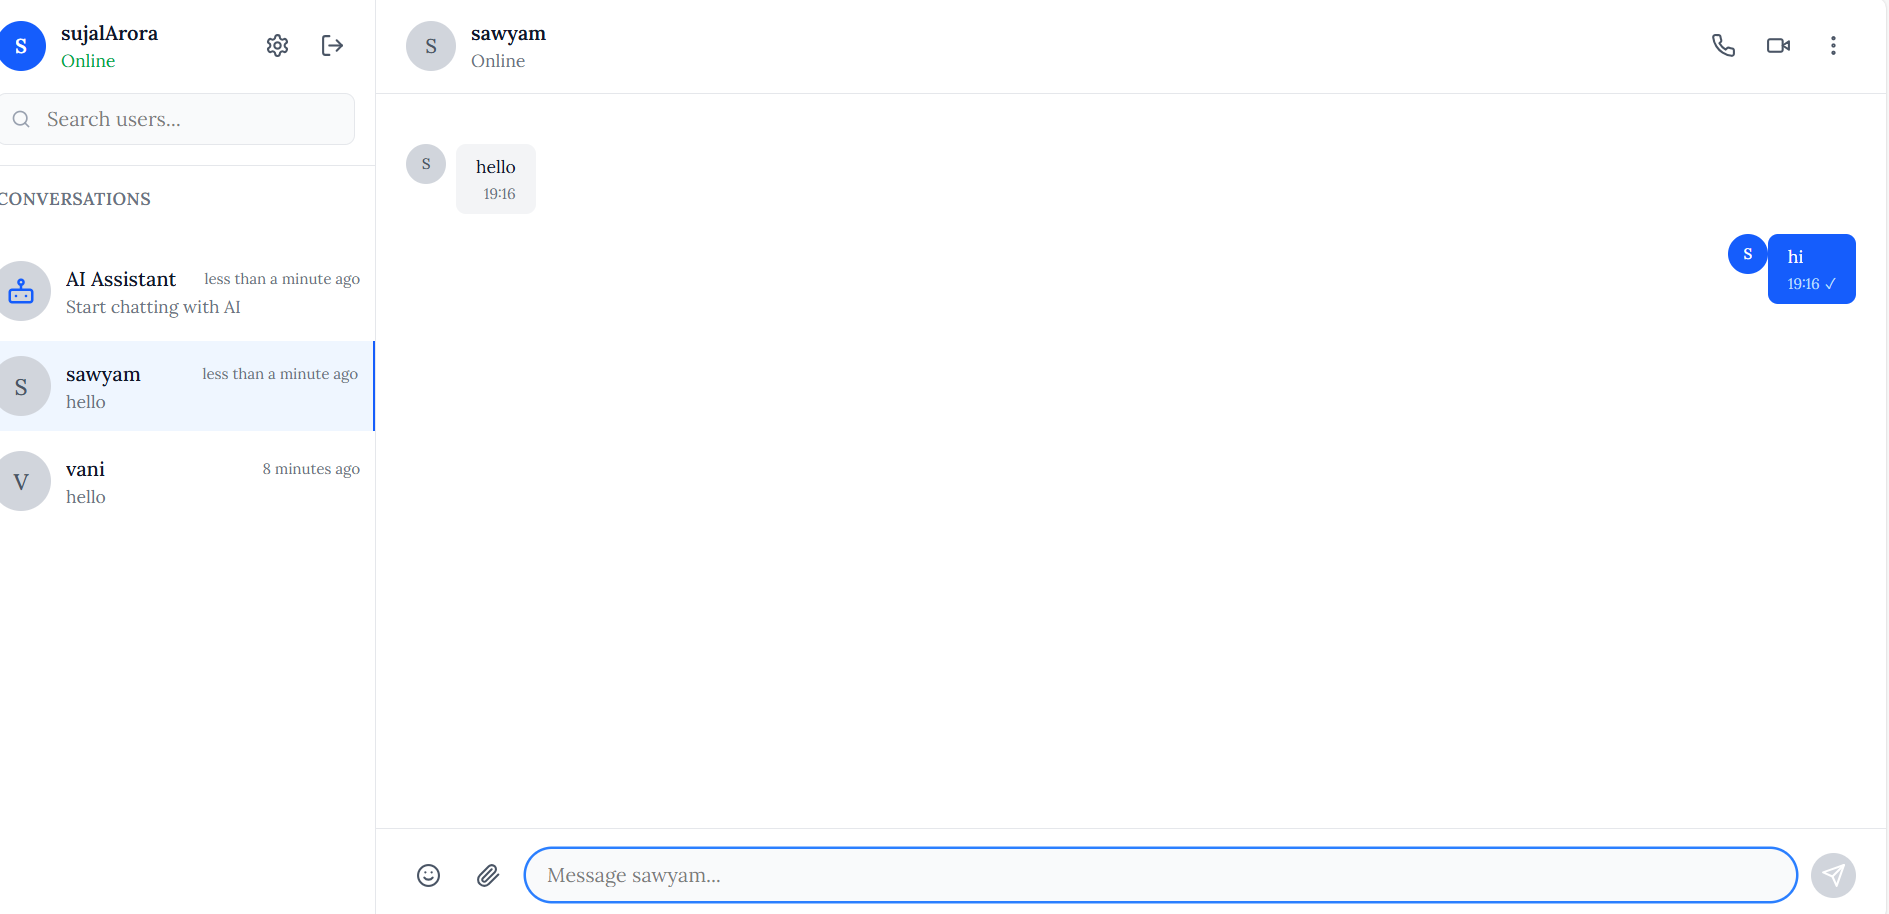 S
sujalArora
Online
Search users...
CONVERSATIONS
AI Assistant less than a minute ago
Start chatting with AI
S
sawyam less than a minute ago
hello
V
vani 8 minutes ago
hello
S
sawyam
Online
S
hello
19:16
S
hi
19:16 ✓
Message sawyam...